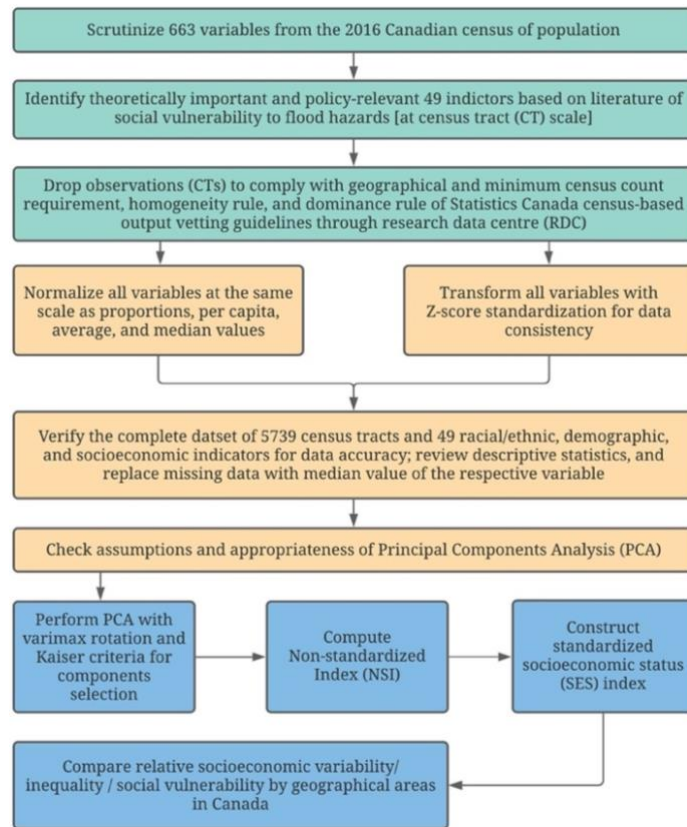 Scrutinize 663 variables from the 2016 Canadian census of population
Identify theoretically important and policy-relevant 49 indictors based on literature of
social vulnerability to flood hazards [at census tract (CT) scale]
Drop observations (CTs) to comply with geographical and minimum census count
requirement, homogeneity rule, and dominance rule of Statistics Canada census-based
output vetting guidelines through research data centre (RDC)
Normalize all variables at the same
scale as proportions, per capita,
average, and median values
Transform all variables with
Z-score standardization for data
consistency
Verify the complete datset of 5739 census tracts and 49 racial/ethnic, demographic,
and socioeconomic indicators for data accuracy; review descriptive statistics, and
replace missing data with median value of the respective variable
Check assumptions and appropriateness of Principal Components Analysis (PCA)
Perform PCA with
varimax rotation and
Kaiser criteria for
components
selection
Compute
Non-standardized
Index (NSI)
Construct
standardized
socioeconomic status
(SES) index
Compare relative socioeconomic variability/
inequality / social vulnerability by geographical areas
in Canada